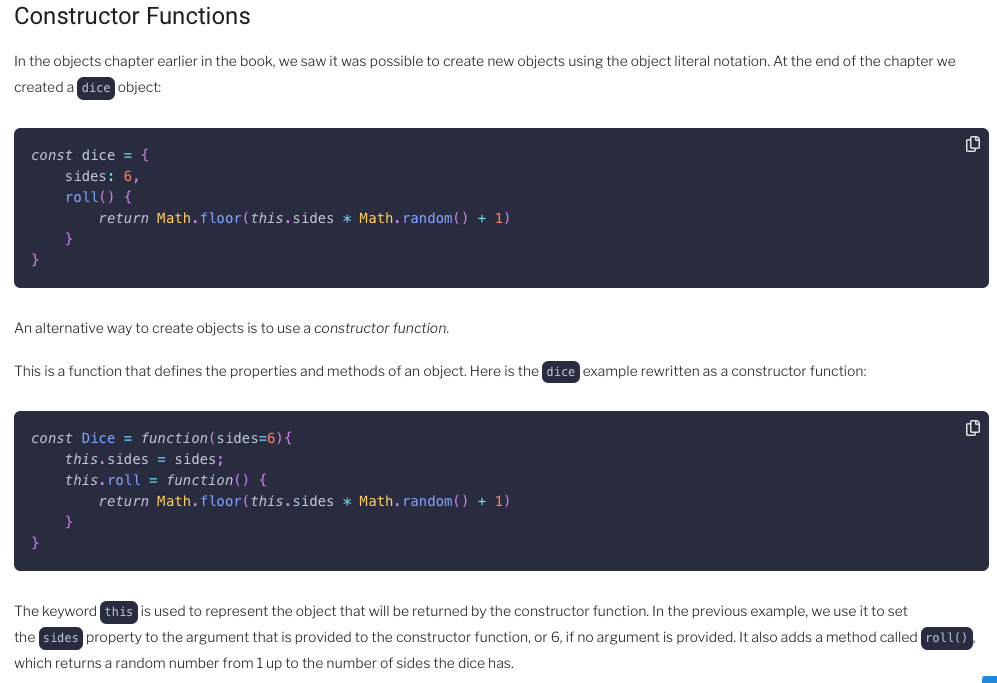 Constructor Functions
In the objects chapter earlier in the book, we saw it was possible to create new objects using the object literal notation. At the end of the chapter we
created a dice object:
const dice = {
    sides: 6,
    roll() {
        return Math.floor(this.sides * Math.random() + 1)
    }
}
An alternative way to create objects is to use a constructor function.
This is a function that defines the properties and methods of an object. Here is the dice example rewritten as a constructor function:
const Dice = function(sides=6){
    this.sides = sides;
    this.roll = function() {
        return Math.floor(this.sides * Math.random() + 1)
    }
}
The keyword this is used to represent the object that will be returned by the constructor function. In the previous example, we use it to set
the sides property to the argument that is provided to the constructor function, or 6, if no argument is provided. It also adds a method called roll(),
which returns a random number from 1 up to the number of sides the dice has.